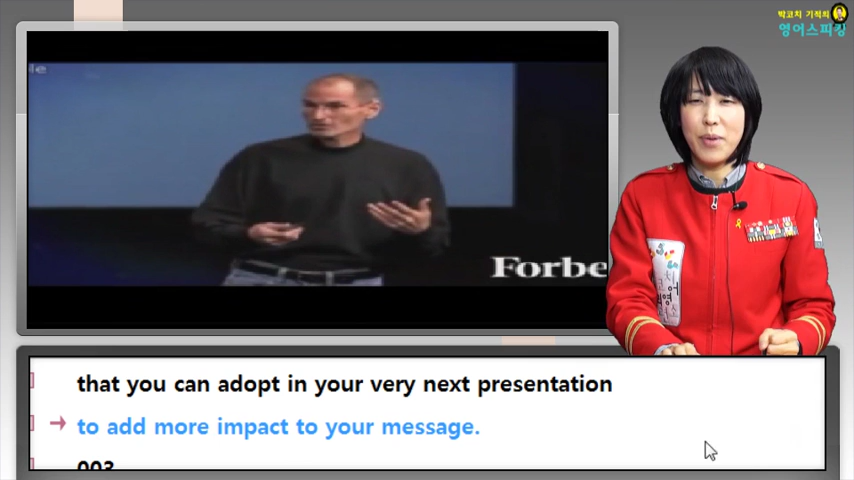 박코치 기적의
영어스피킹
Forbe
that you can adopt in your very next presentation
→ to add more impact to your message.
003